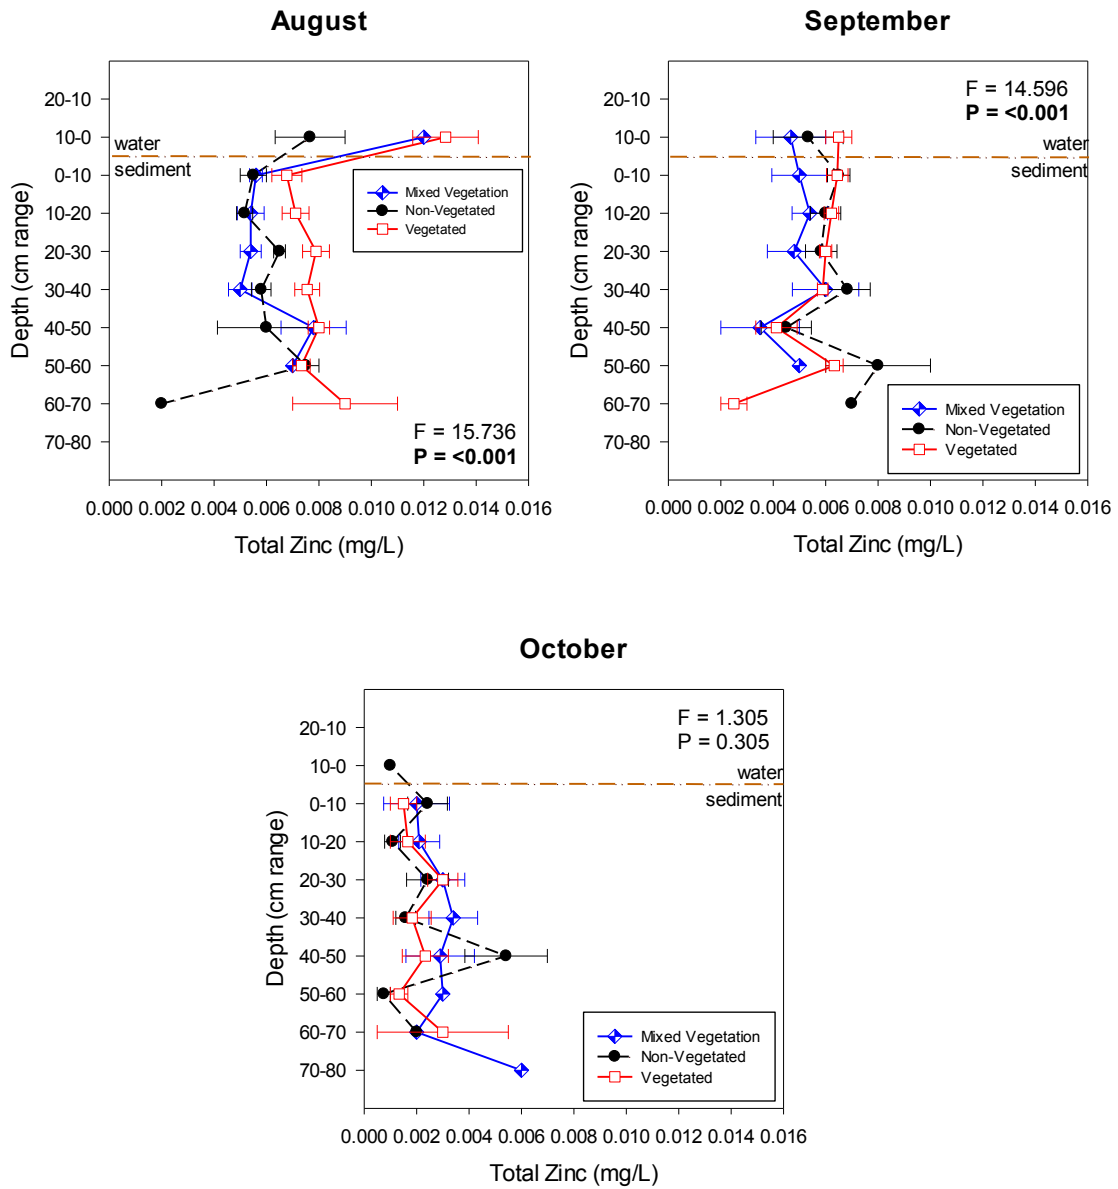 August
20-10
10-0
0-10
10-20
20-30
30-40
40-50
50-60
60-70
70-80
Depth (cm range)
water
sediment
Mixed Vegetation
Non-Vegetated
Vegetated
F = 15.736
P = <0.001
0.000 0.002 0.004 0.006 0.008 0.010 0.012 0.014 0.016
Total Zinc (mg/L)
September
20-10
10-0
0-10
10-20
20-30
30-40
40-50
50-60
60-70
70-80
Depth (cm range)
F = 14.596
P = <0.001
water
sediment
Mixed Vegetation
Non-Vegetated
Vegetated
0.000 0.002 0.004 0.006 0.008 0.010 0.012 0.014 0.016
Total Zinc (mg/L)
October
20-10
10-0
0-10
10-20
20-30
30-40
40-50
50-60
60-70
70-80
Depth (cm range)
F = 1.305
P = 0.305
water
sediment
Mixed Vegetation
Non-Vegetated
Vegetated
0.000 0.002 0.004 0.006 0.008 0.010 0.012 0.014 0.016
Total Zinc (mg/L)